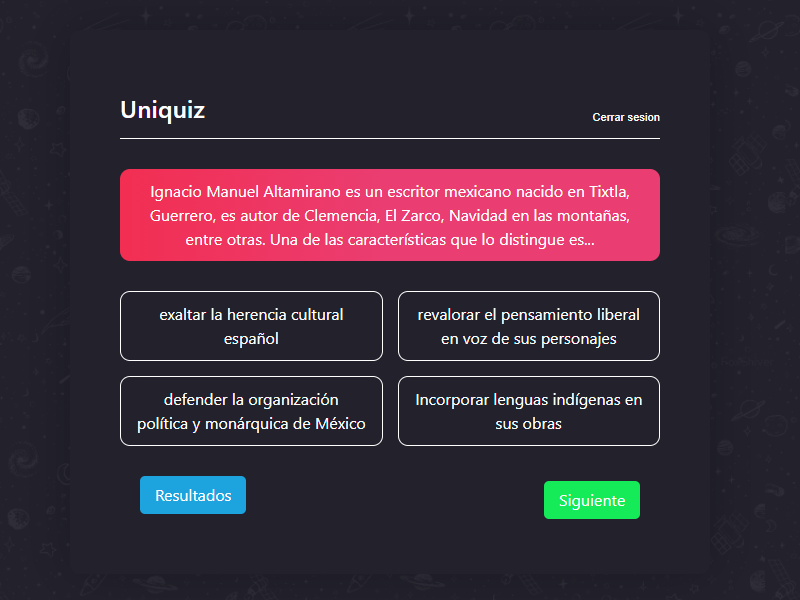 Uniquiz
Cerrar sesion
Ignacio Manuel Altamirano es un escritor mexicano nacido en Tixtla,
Guerrero, es autor de Clemencia, El Zarco, Navidad en las montañas,
entre otras. Una de las características que lo distingue es...
exaltar la herencia cultural
español
revalorar el pensamiento liberal
en voz de sus personajes
defender la organización
política y monárquica de México
Incorporar lenguas indígenas en
sus obras
Resultados
Siguiente